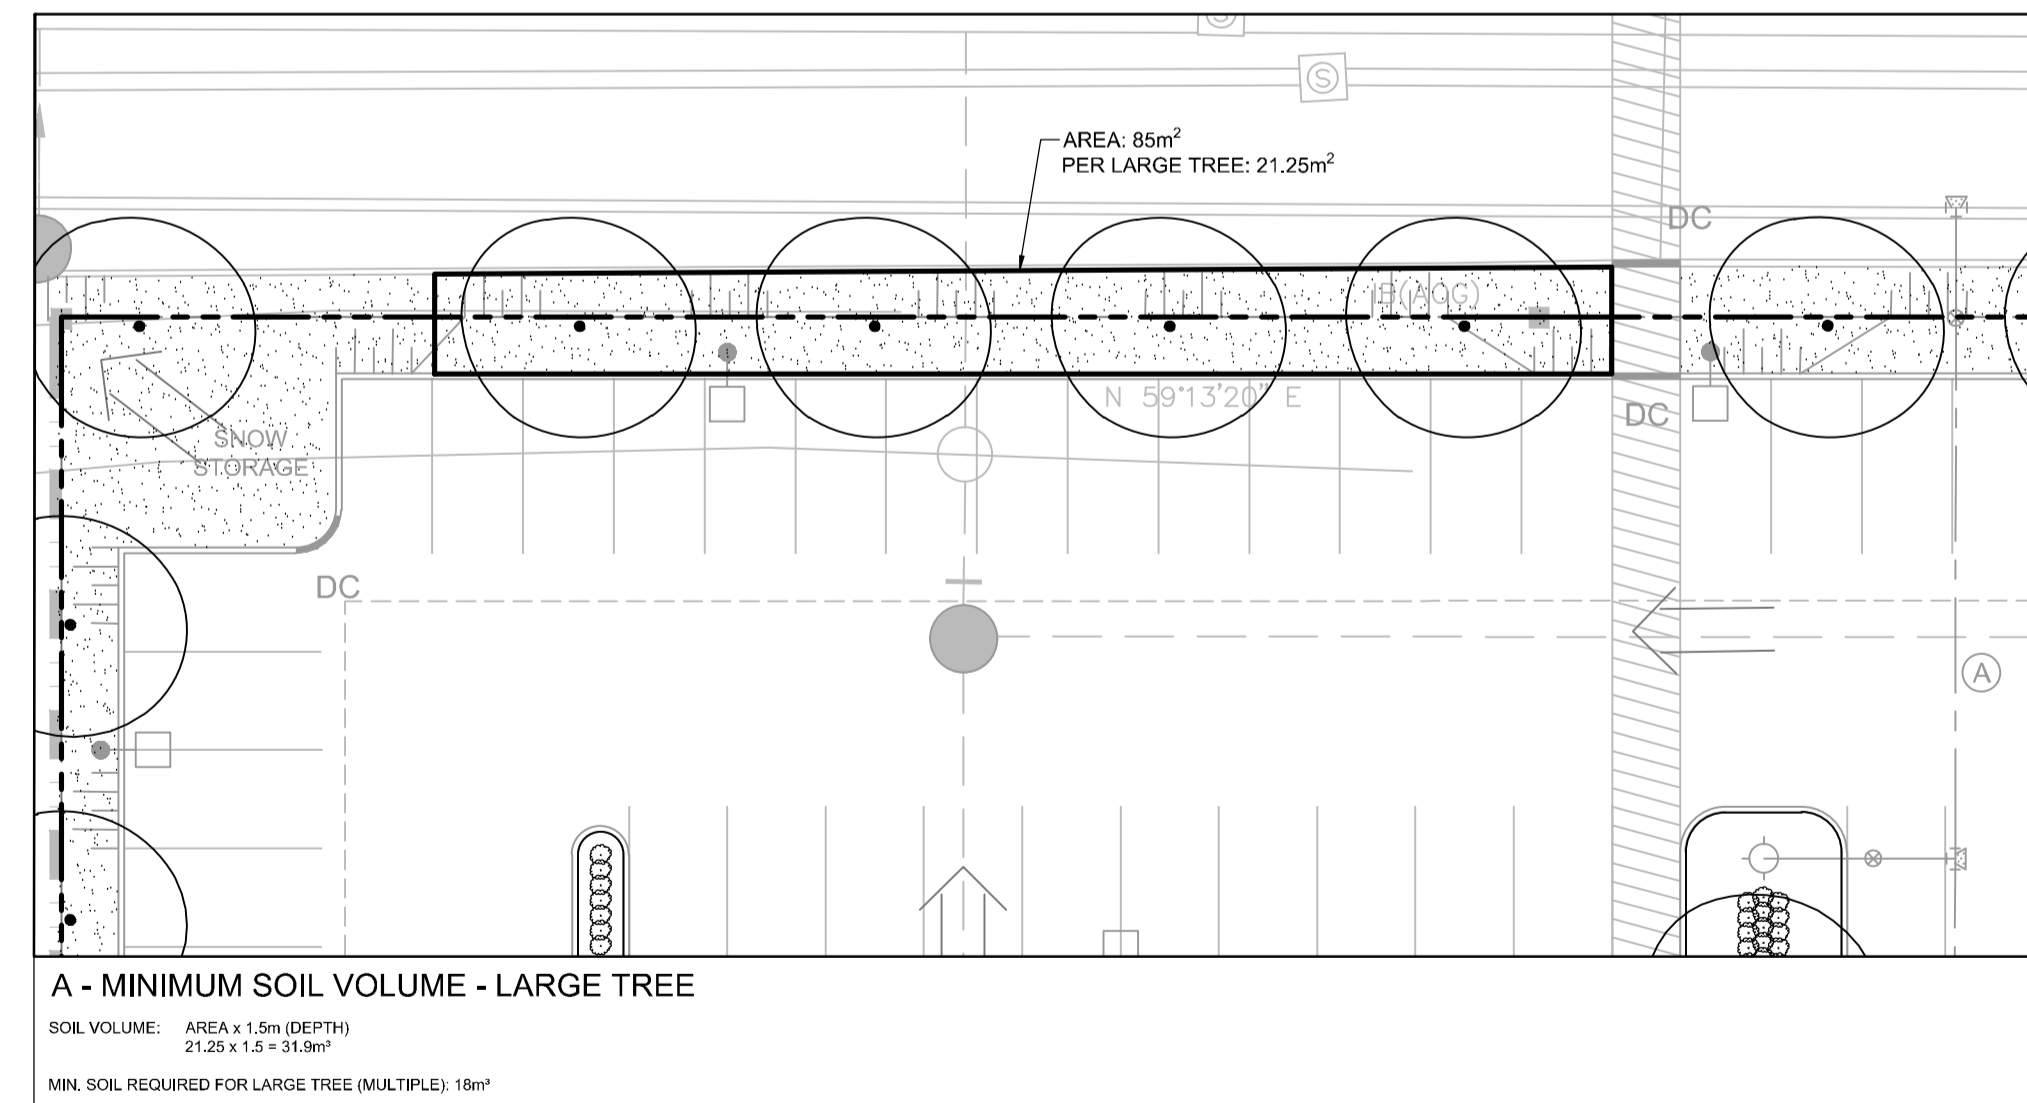 S
S
AREA: 85m²
PER LARGE TREE: 21.25m²
DC
B(AOG)
N 59°13'20" E
DC
SNOW
STORAGE
DC
A
A - MINIMUM SOIL VOLUME - LARGE TREE
SOIL VOLUME: AREA x 1.5m (DEPTH)
21.25 x 1.5 = 31.9m³
MIN. SOIL REQUIRED FOR LARGE TREE (MULTIPLE): 18m³